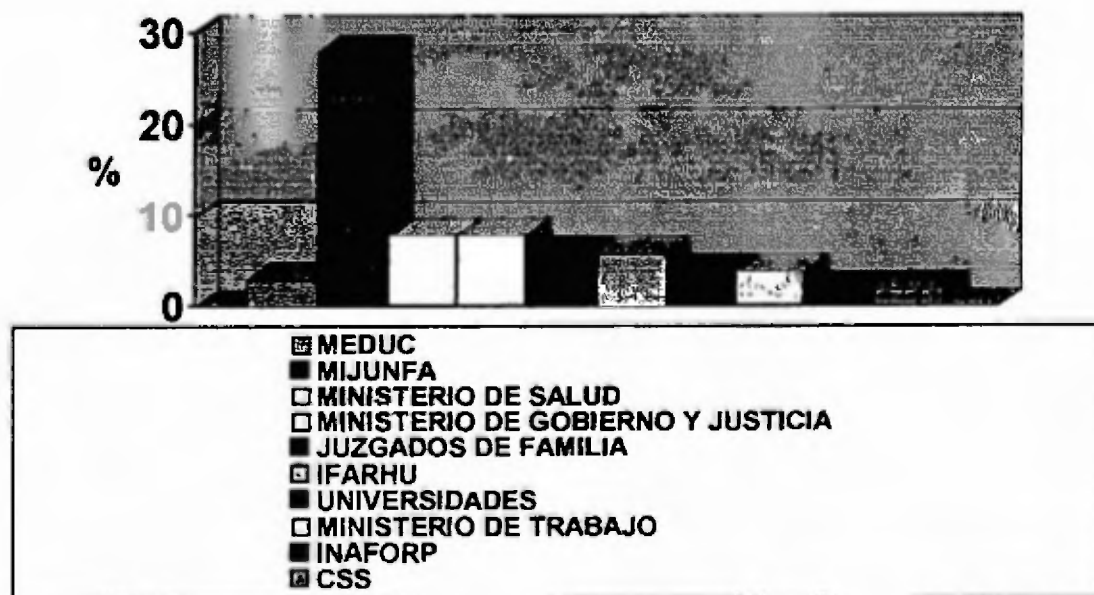 30
20
%
10
0
MEDUC
MIJUNFA
MINISTERIO DE SALUD
MINISTERIO DE GOBIERNO Y JUSTICIA
JUZGADOS DE FAMILIA
IFARHU
UNIVERSIDADES
MINISTERIO DE TRABAJO
INAFORP
CSS